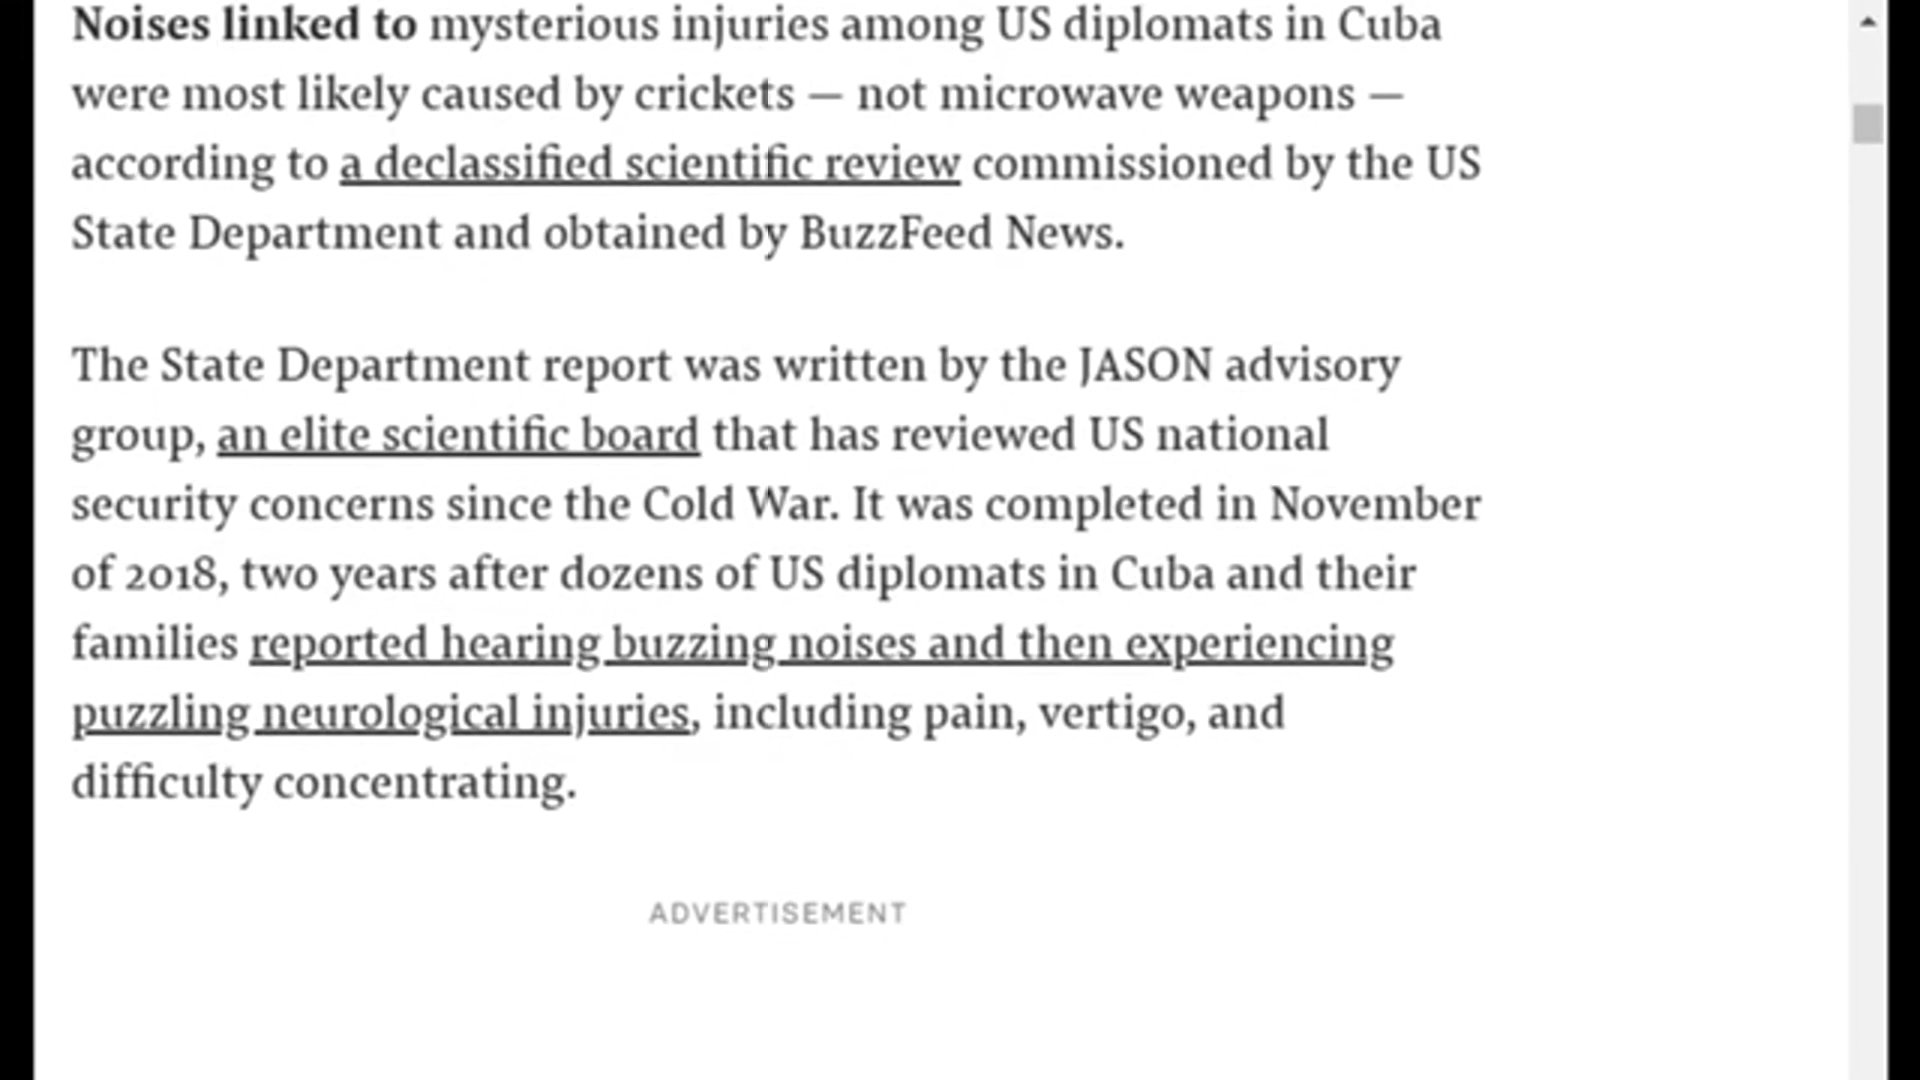 Noises linked to mysterious injuries among US diplomats in Cuba
were most likely caused by crickets — not microwave weapons —
according to a declassified scientific review commissioned by the US
State Department and obtained by BuzzFeed News.
The State Department report was written by the JASON advisory
group, an elite scientific board that has reviewed US national
security concerns since the Cold War. It was completed in November
of 2018, two years after dozens of US diplomats in Cuba and their
families reported hearing buzzing noises and then experiencing
puzzling neurological injuries, including pain, vertigo, and
difficulty concentrating.
ADVERTISEMENT